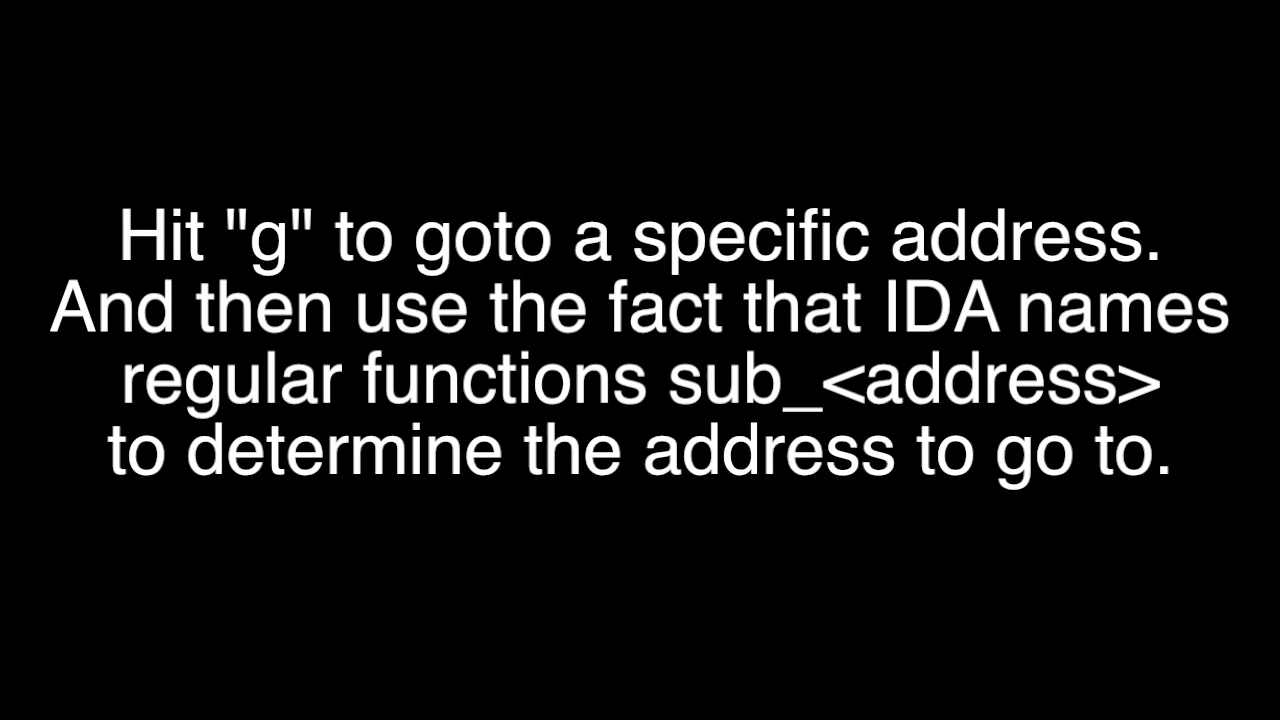 Hit "g" to goto a specific address.
And then use the fact that IDA names
regular functions sub_<address>
to determine the address to go to.